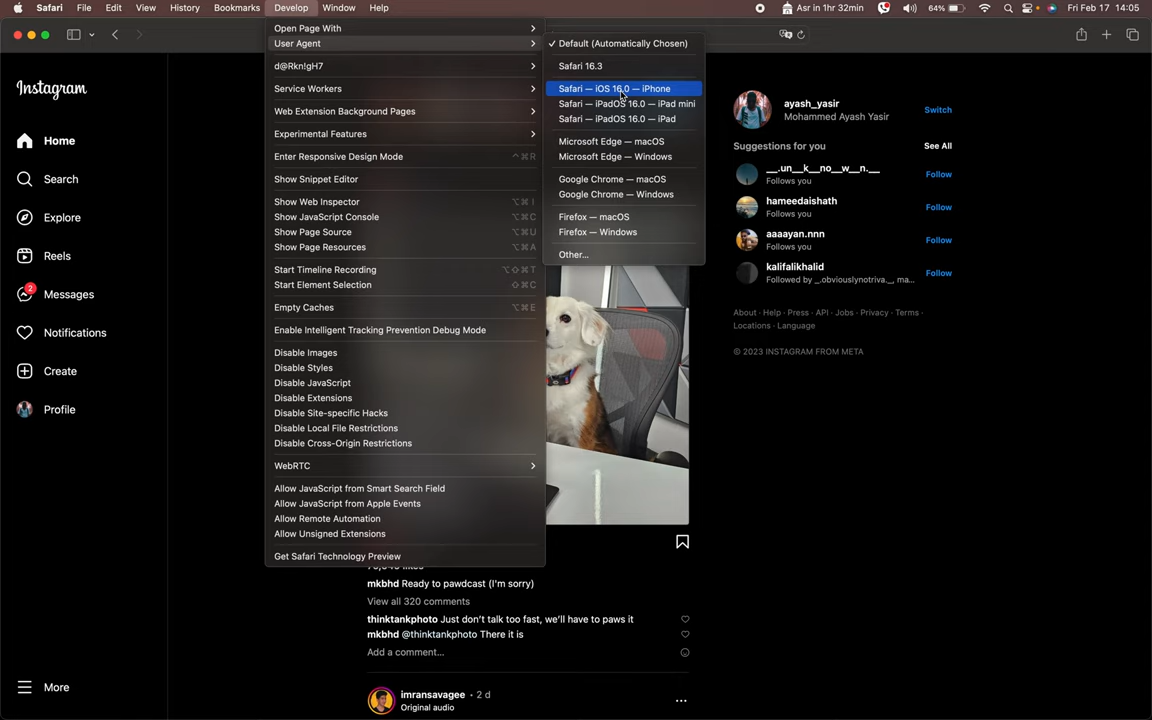 Safari File Edit View History Bookmarks Develop Window Help
Asr in 1hr 32min 64% Fri Feb 17 14:05
Instagram
Home
Search
Explore
Reels
2
Messages
Notifications
Create
Profile
More
Open Page With
User Agent
d@Rkn!gH7
Service Workers
Web Extension Background Pages
Experimental Features
Enter Responsive Design Mode ⌃⌘R
Show Snippet Editor
Show Web Inspector ⌥⌘I
Show JavaScript Console ⌥⌘C
Show Page Source ⌥⌘U
Show Page Resources ⌥⌘A
Start Timeline Recording ⌥⇧⌘T
Start Element Selection ⇧⌘C
Empty Caches ⌥⌘E
Enable Intelligent Tracking Prevention Debug Mode
Disable Images
Disable Styles
Disable JavaScript
Disable Extensions
Disable Site-specific Hacks
Disable Local File Restrictions
Disable Cross-Origin Restrictions
WebRTC
Allow JavaScript from Smart Search Field
Allow JavaScript from Apple Events
Allow Remote Automation
Allow Unsigned Extensions
Get Safari Technology Preview
✓ Default (Automatically Chosen)
Safari 16.3
Safari — iOS 16.0 — iPhone
Safari — iPadOS 16.0 — iPad mini
Safari — iPadOS 16.0 — iPad
Microsoft Edge — macOS
Microsoft Edge — Windows
Google Chrome — macOS
Google Chrome — Windows
Firefox — macOS
Firefox — Windows
Other...
mkbhd Ready to pawdcast (I'm sorry)
View all 320 comments
thinktankphoto Just don't talk too fast, we'll have to paws it
mkbhd @thinktankphoto There it is
Add a comment...
imransavagee • 2 d
Original audio
ayash_yasir Switch
Mohammed Ayash Yasir
Suggestions for you See All
__.un__k__no__w__n.__ Follow
Follows you
hameedaishath Follow
Follows you
aaaayan.nnn Follow
Follows you
kalifalikhalid Follow
Followed by _.obviouslynotriva._, ma...
About · Help · Press · API · Jobs · Privacy · Terms ·
Locations · Language
© 2023 INSTAGRAM FROM META